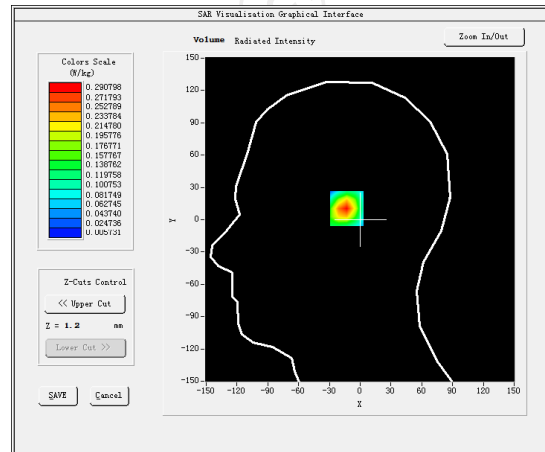 SAR Visualisation Graphical Interface
Volume Radiated Intensity
Zoom In/Out
Colors Scale
(W/kg)
0.290798
0.271793
0.252789
0.233784
0.214780
0.195776
0.176771
0.157767
0.138762
0.119758
0.100753
0.081749
0.062745
0.043740
0.024736
0.005731
Z-Cuts Control
<< Upper Cut
Z = 1.2 mm
Lower Cut >>
SAVE Cancel
150
120
90
60
30
0
-30
-60
-90
-120
-150
Y
-150 -120 -90 -60 -30 0 30 60 90 120 150
X